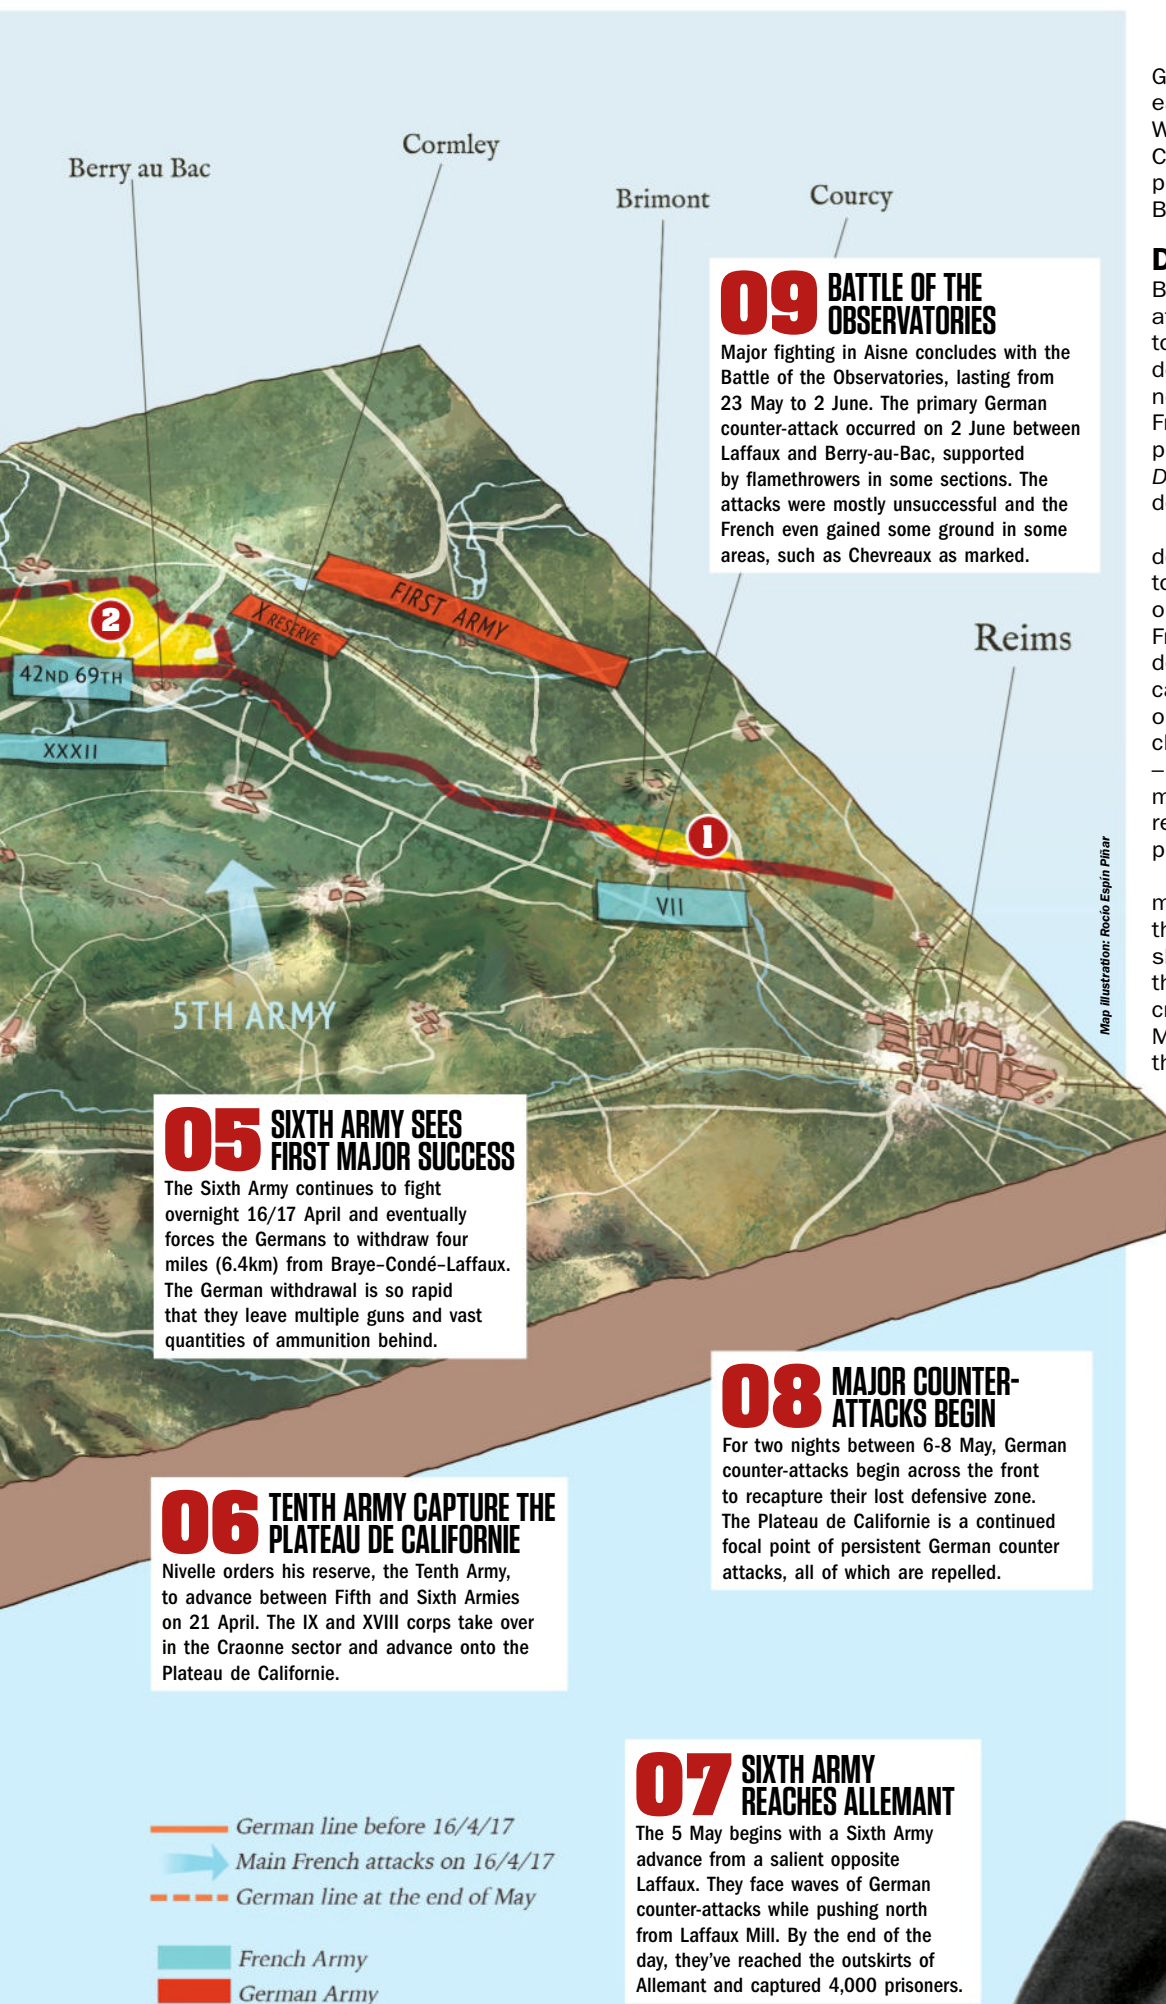 Berry au Bac
Cormley
Brimont
Courcy
09 BATTLE OF THE
OBSERVATORIES
Major fighting in Aisne concludes with the
Battle of the Observatories, lasting from
23 May to 2 June. The primary German
counter-attack occurred on 2 June between
Laffaux and Berry-au-Bac, supported
by flamethrowers in some sections. The
attacks were mostly unsuccessful and the
French even gained some ground in some
areas, such as Chevreaux as marked.
2
X RESERVE
FIRST ARMY
Reims
42ND 69TH
XXXII
1
VII
5TH ARMY
Map illustration: Rocío Espín Piñar
05 SIXTH ARMY SEES
FIRST MAJOR SUCCESS
The Sixth Army continues to fight
overnight 16/17 April and eventually
forces the Germans to withdraw four
miles (6.4km) from Braye–Condé–Laffaux.
The German withdrawal is so rapid
that they leave multiple guns and vast
quantities of ammunition behind.
08 MAJOR COUNTER-
ATTACKS BEGIN
For two nights between 6-8 May, German
counter-attacks begin across the front
to recapture their lost defensive zone.
The Plateau de Californie is a continued
focal point of persistent German counter
attacks, all of which are repelled.
06 TENTH ARMY CAPTURE THE
PLATEAU DE CALIFORNIE
Nivelle orders his reserve, the Tenth Army,
to advance between Fifth and Sixth Armies
on 21 April. The IX and XVIII corps take over
in the Craonne sector and advance onto the
Plateau de Californie.
07 SIXTH ARMY
REACHES ALLEMANT
The 5 May begins with a Sixth Army
advance from a salient opposite
Laffaux. They face waves of German
counter-attacks while pushing north
from Laffaux Mill. By the end of the
day, they've reached the outskirts of
Allemant and captured 4,000 prisoners.
German line before 16/4/17
Main French attacks on 16/4/17
German line at the end of May
French Army
German Army